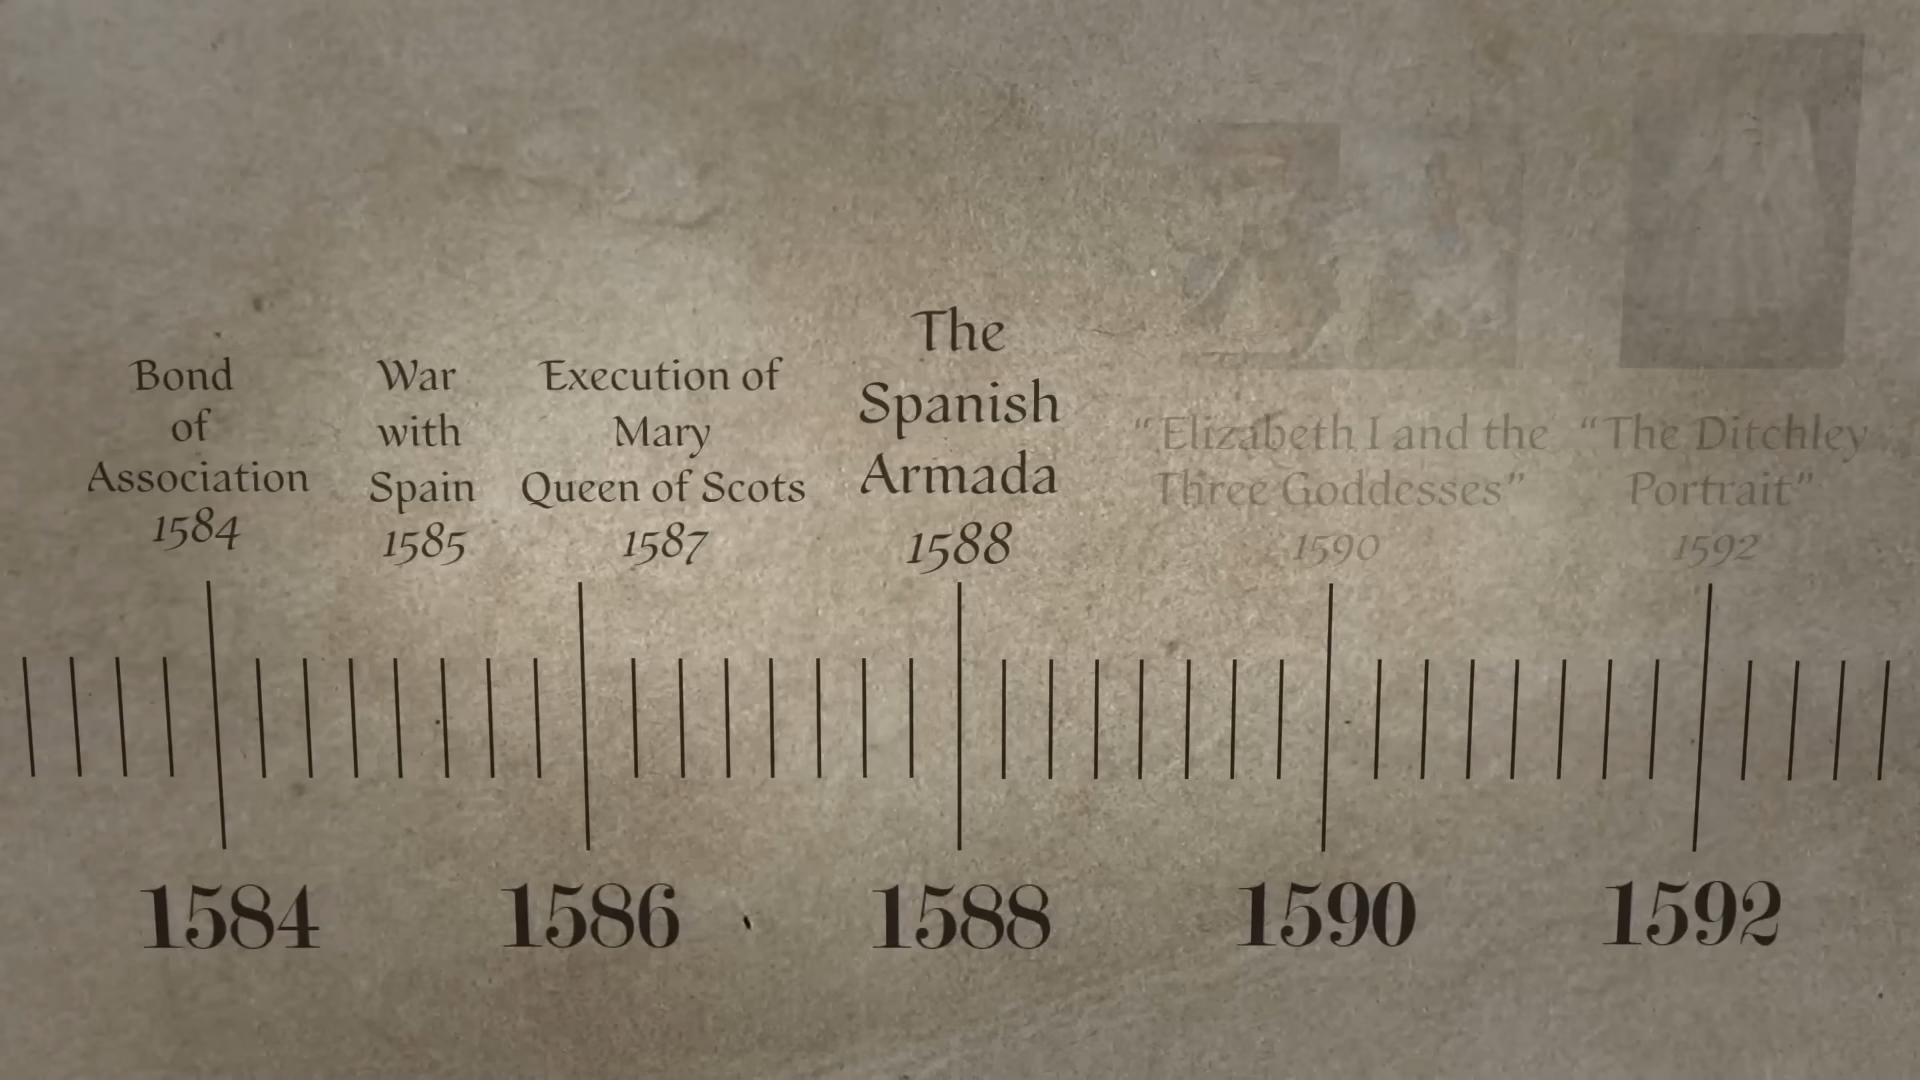 Bond
of
Association
1584
War
with
Spain
1585
Execution of
Mary
Queen of Scots
1587
The
Spanish
Armada
1588
“Elizabeth I and the
Three Goddesses”
1590
“The Ditchley
Portrait”
1592
1584 1586 1588 1590 1592